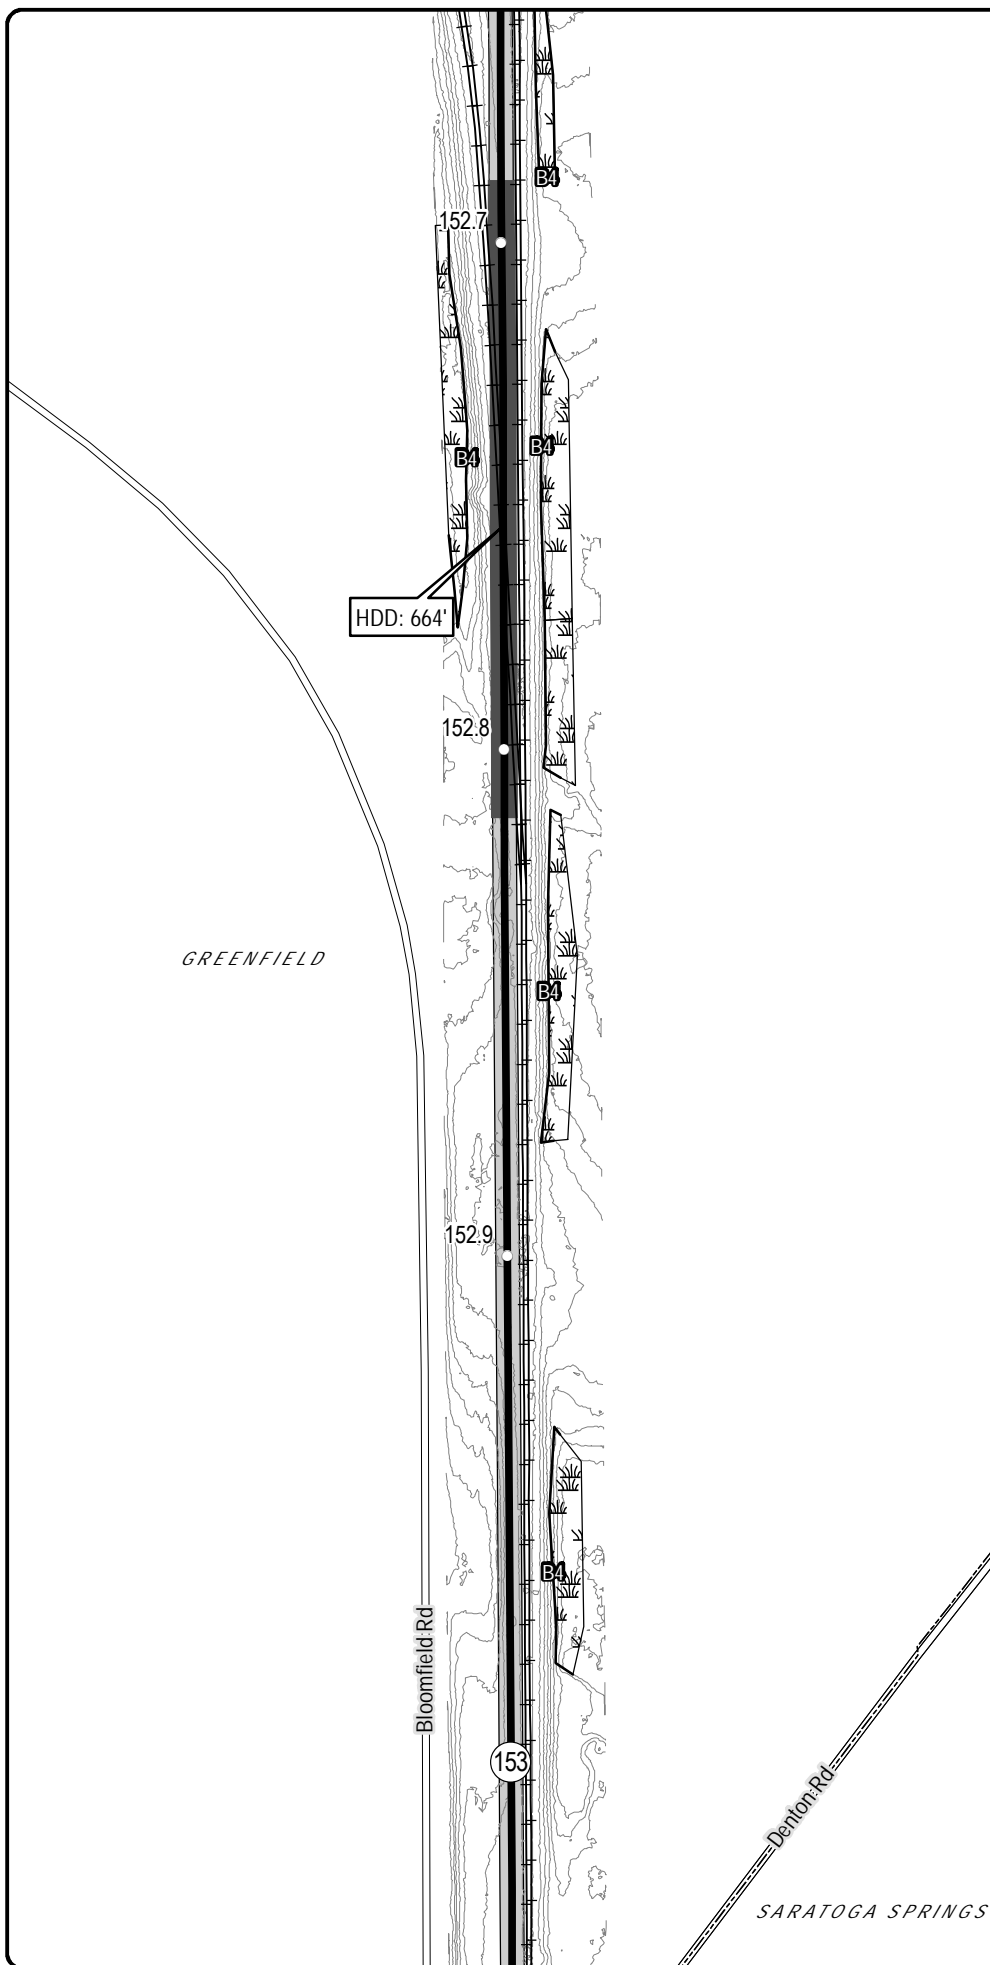 B4
152.7
B4
B4
HDD: 664'
152.8
GREENFIELD
B4
152.9
B4
Bloomfield Rd
153
Denton Rd
SARATOGA SPRINGS